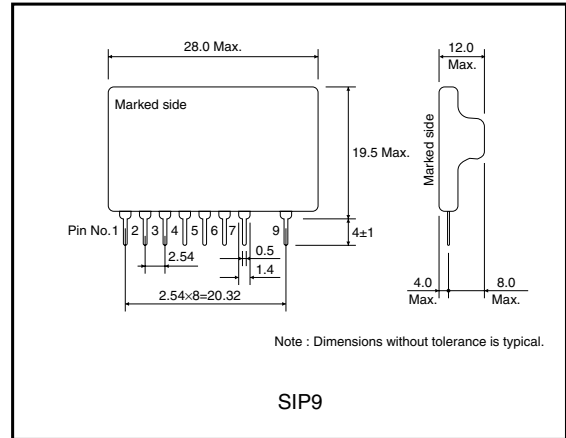 28.0 Max.
12.0
Max.
Marked side
Marked side
19.5 Max.
Pin No.1 2 3 4 5 6 7 9
4±1
0.5
2.54
1.4
2.54×8=20.32
4.0
Max.
8.0
Max.
Note : Dimensions without tolerance is typical.
SIP9